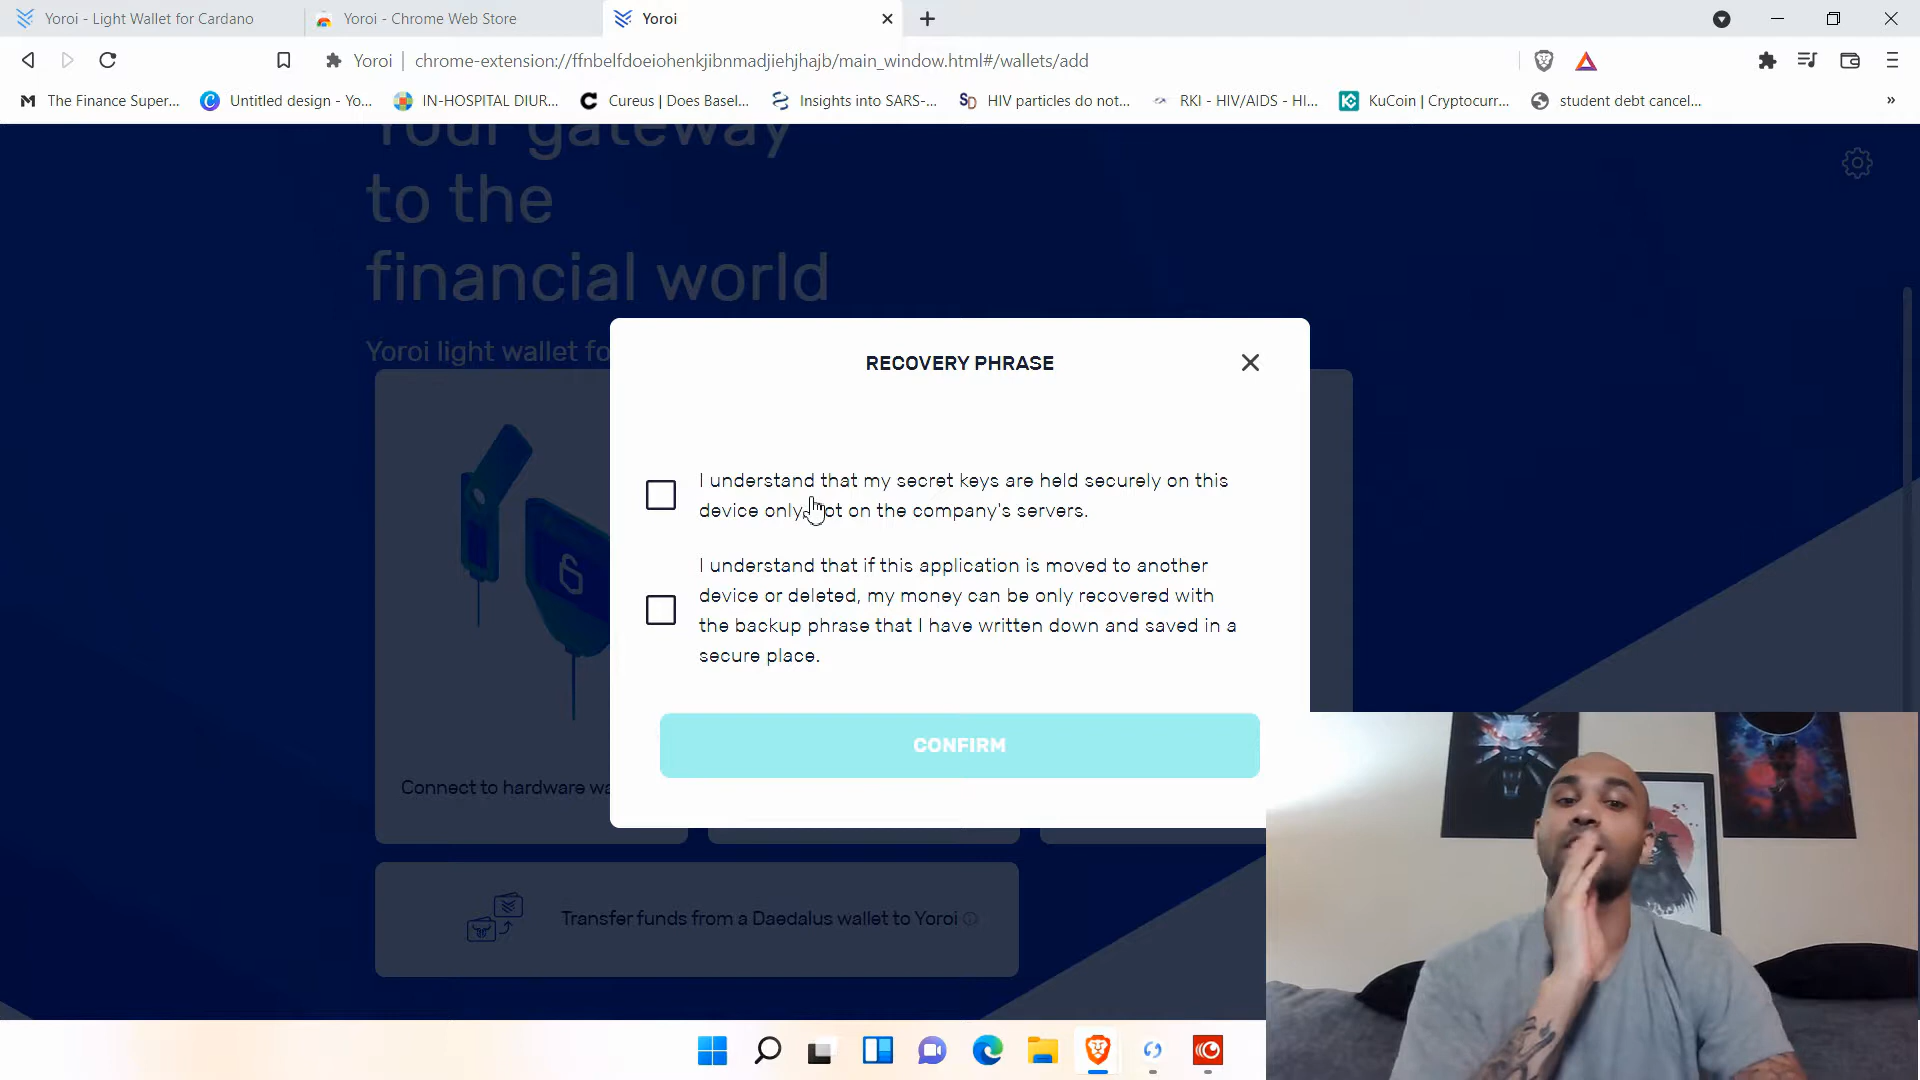 Yoroi - Light Wallet for Cardano
Yoroi - Chrome Web Store
Yoroi
Yoroi | chrome-extension://ffnbelfdoeiohenkjibnmadjiehjhajb/main_window.html#/wallets/add
The Finance Super...
Untitled design - Yo...
IN-HOSPITAL DIUR...
Cureus | Does Basel...
Insights into SARS-...
HIV particles do not...
RKI - HIV/AIDS - HI...
KuCoin | Cryptocurr...
student debt cancel...
»
Your gateway
to the
financial world
Yoroi light wallet fo
RECOVERY PHRASE
I understand that my secret keys are held securely on this
device only, not on the company's servers.
I understand that if this application is moved to another
device or deleted, my money can be only recovered with
the backup phrase that I have written down and saved in a
secure place.
CONFIRM
Connect to hardware wa
Transfer funds from a Daedalus wallet to Yoroi